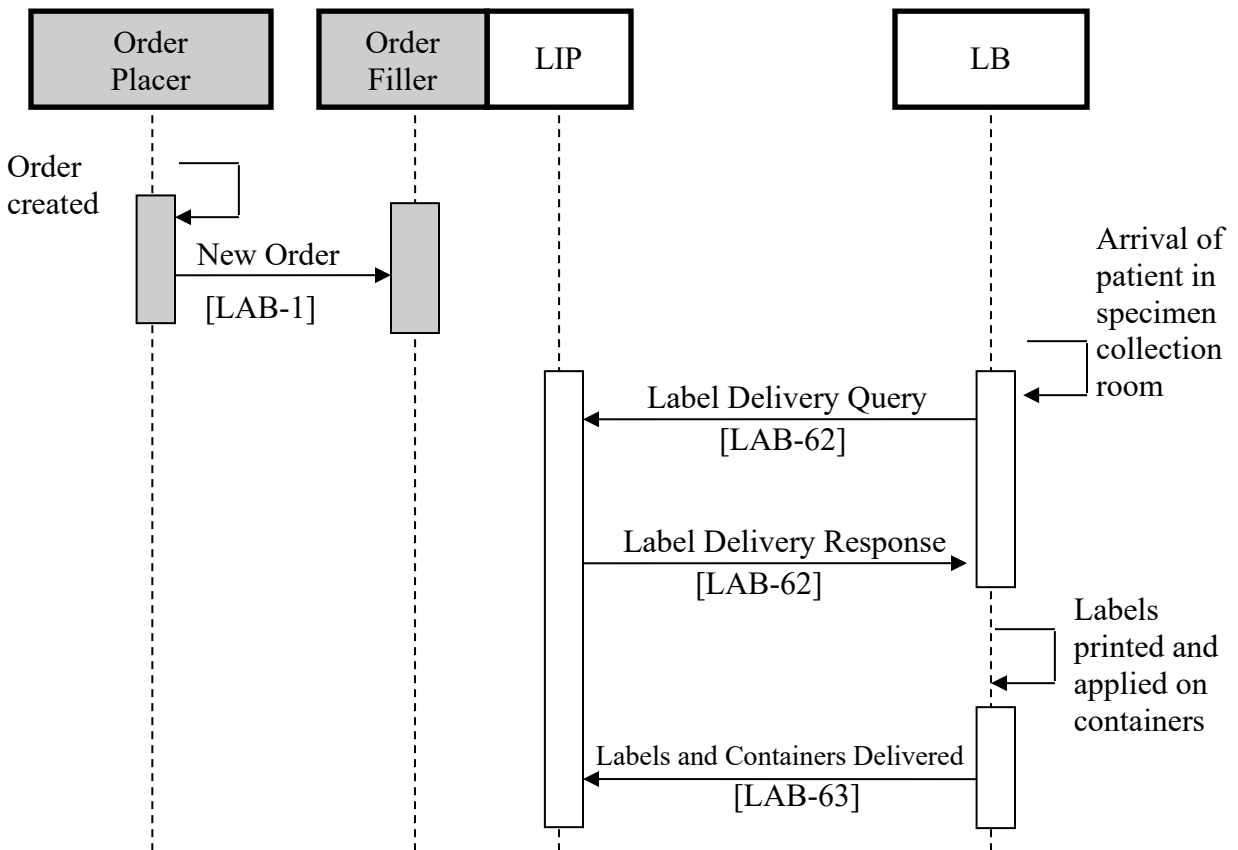 Order
Placer
Order
Filler
LIP
LB
Order
created
New Order
[LAB-1]
Arrival of
patient in
specimen
collection
room
Label Delivery Query
[LAB-62]
Label Delivery Response
[LAB-62]
Labels
printed and
applied on
containers
Labels and Containers Delivered
[LAB-63]